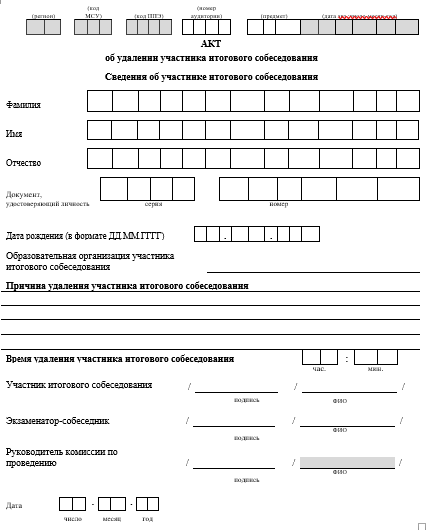 (регион) (код МСУ) (код ППЭ) (номер аудитории) (предмет) (дата
АКТ
об удалении участника итогового собеседования
Сведения об участнике итогового собеседования
Фамилия
Имя
Отчество
Документ,
удостоверяющий личность серия номер
Дата рождения (в формате ДД.ММ.ГГГГ) . .
Образовательная организация участника
итогового собеседования
Причина удаления участника итогового собеседования
Время удаления участника итогового собеседования :
час. мин.
Участник итогового собеседования / / /
подпись ФИО
Экзаменатор-собеседник / / /
подпись ФИО
Руководитель комиссии по
проведению / / /
подпись ФИО
Дата . .
число месяц год